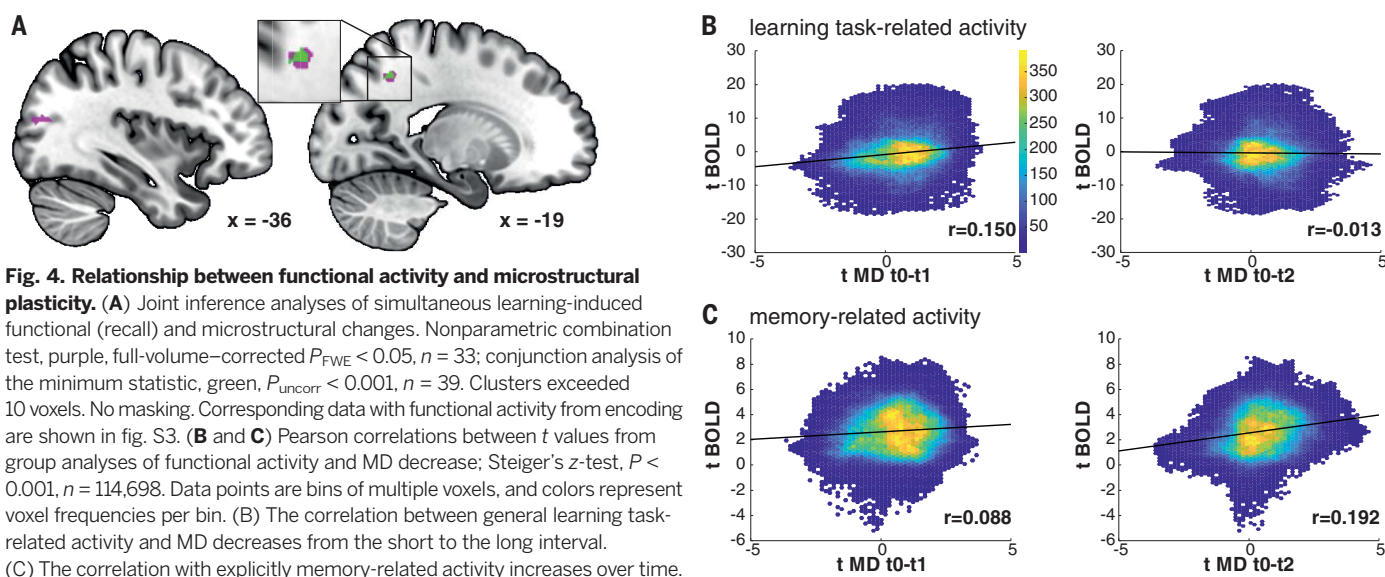 A
x = -36
x = -19
Fig. 4. Relationship between functional activity and microstructural
plasticity. (A) Joint inference analyses of simultaneous learning-induced
functional (recall) and microstructural changes. Nonparametric combination
test, purple, full-volume–corrected P_FWE < 0.05, n = 33; conjunction analysis of
the minimum statistic, green, P_uncorr < 0.001, n = 39. Clusters exceeded
10 voxels. No masking. Corresponding data with functional activity from encoding
are shown in fig. S3. (B and C) Pearson correlations between t values from
group analyses of functional activity and MD decrease; Steiger's z-test, P <
0.001, n = 114,698. Data points are bins of multiple voxels, and colors represent
voxel frequencies per bin. (B) The correlation between general learning task-
related activity and MD decreases from the short to the long interval.
(C) The correlation with explicitly memory-related activity increases over time.
B
learning task-related activity
t BOLD
30
20
10
0
-10
-20
-30
-5
0
5
t MD t0-t1
r=0.150
350
300
250
200
150
100
50
t BOLD
30
20
10
0
-10
-20
-30
-5
0
5
t MD t0-t2
r=-0.013
C
memory-related activity
t BOLD
10
8
6
4
2
0
-2
-4
-6
-5
0
5
t MD t0-t1
r=0.088
t BOLD
10
8
6
4
2
0
-2
-4
-6
-5
0
5
t MD t0-t2
r=0.192